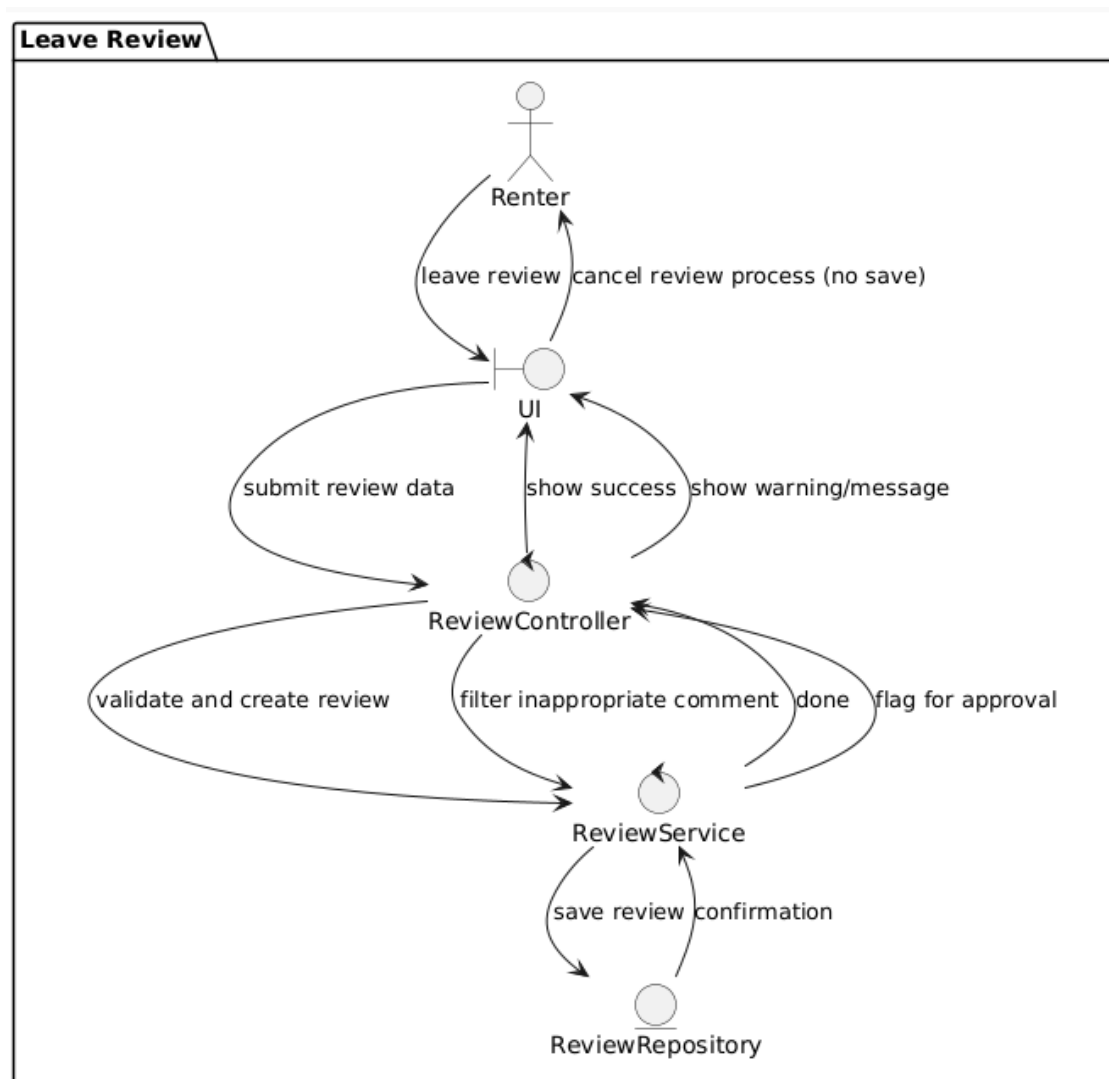 Leave Review
Renter
leave review
cancel review process (no save)
UI
submit review data
show success
show warning/message
ReviewController
validate and create review
filter inappropriate comment
done
flag for approval
ReviewService
save review
confirmation
ReviewRepository